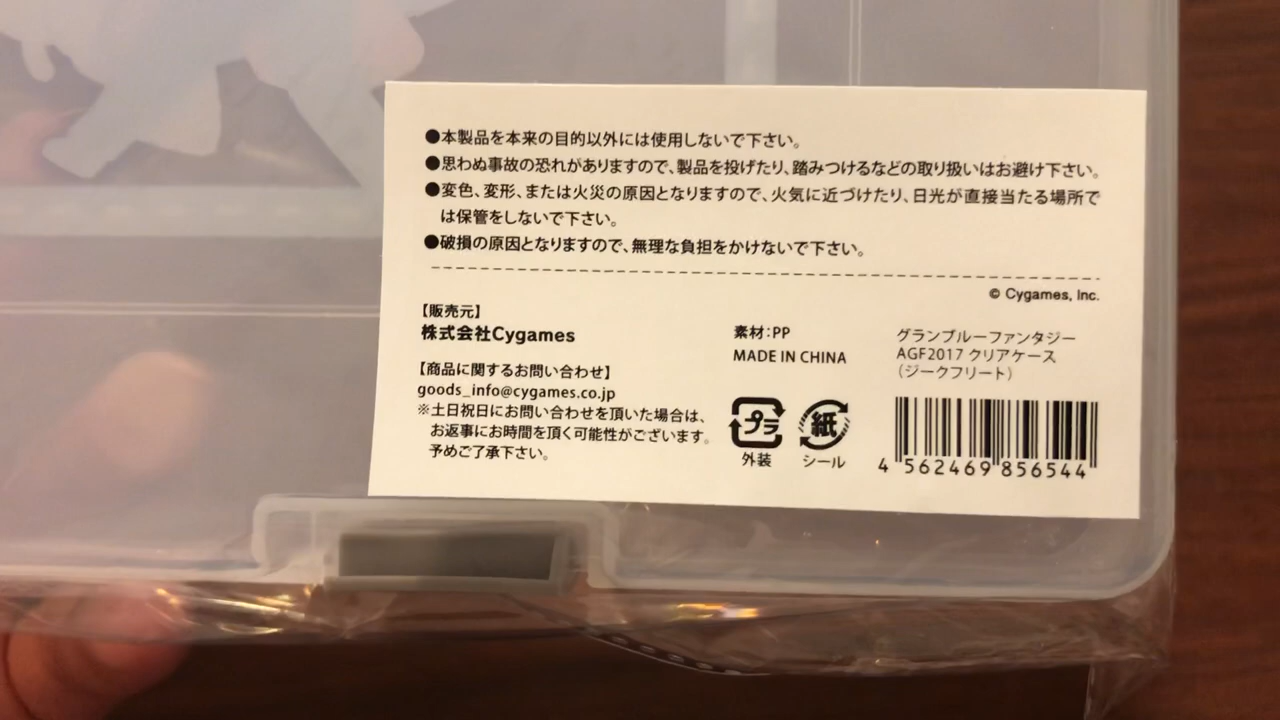 ●本製品を本来の目的以外には使用しないで下さい。
●思わぬ事故の恐れがありますので、製品を投げたり、踏みつけるなどの取り扱いはお避け下さい。
●変色、変形、または火災の原因となりますので、火気に近づけたり、日光が直接当たる場所で
は保管をしないで下さい。
●破損の原因となりますので、無理な負担をかけないで下さい。
© Cygames, Inc.
【販売元】
株式会社Cygames
【商品に関するお問い合わせ】
goods_info@cygames.co.jp
※土日祝日にお問い合わせを頂いた場合は、
お返事にお時間を頂く可能性がございます。
予めご了承下さい。
素材：PP
MADE IN CHINA
プラ
外装
紙
シール
グランブルーファンタジー
AGF2017 クリアケース
（ジークフリート）
4 562469 856544